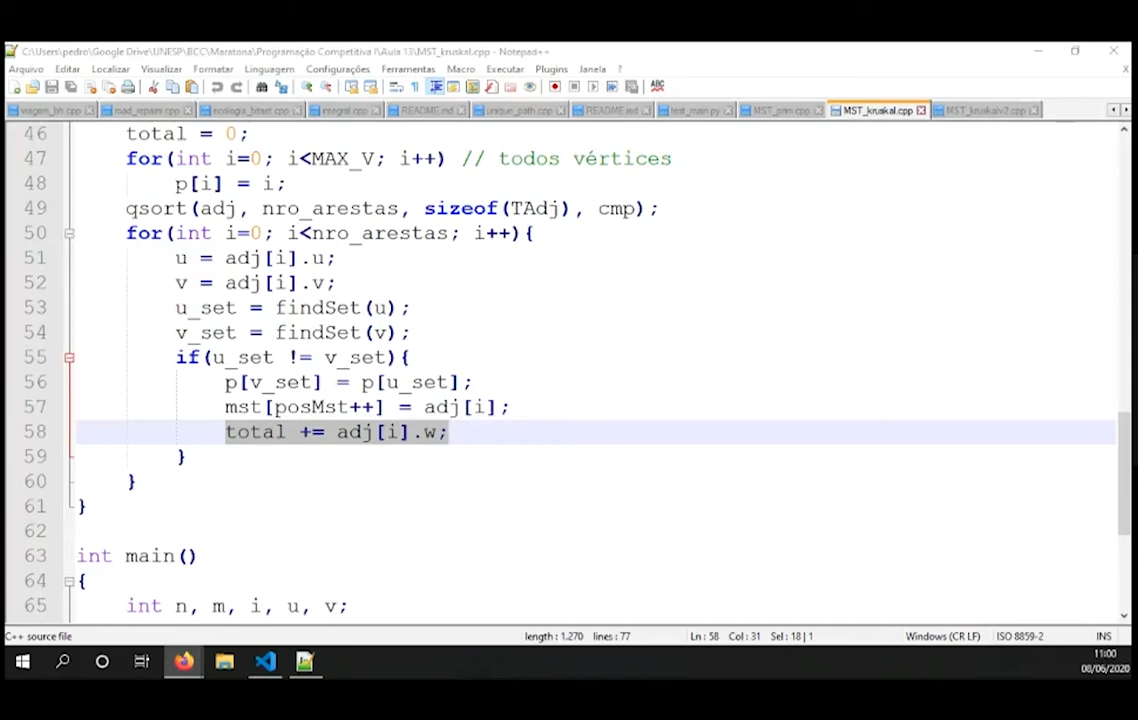 C:\Users\pedro\Google Drive\UNESP\BCC\Maratona\Programação Competitiva I\Aula 13\MST_kruskal.cpp - Notepad++
Arquivo Editar Localizar Visualizar Formatar Linguagem Configurações Ferramentas Macro Executar Plugins Janela ? X
viagem_bh.cpp road_repairs.cpp ecologia_bitset.cpp integral.cpp README.md unique_path.cpp README.md test_main.py MST_prim.cpp MST_kruskal.cpp MST_kruskalv2.cpp
46 total = 0;
47 for(int i=0; i<MAX_V; i++) // todos vértices
48 p[i] = i;
49 qsort(adj, nro_arestas, sizeof(TAdj), cmp);
50 for(int i=0; i<nro_arestas; i++){
51 u = adj[i].u;
52 v = adj[i].v;
53 u_set = findSet(u);
54 v_set = findSet(v);
55 if(u_set != v_set){
56 p[v_set] = p[u_set];
57 mst[posMst++] = adj[i];
58 total += adj[i].w;
59 }
60 }
61 }
62
63 int main()
64 {
65 int n, m, i, u, v;
C++ source file length : 1.270 lines : 77 Ln : 58 Col : 31 Sel : 18 | 1 Windows (CR LF) ISO 8859-2 INS
11:00
08/06/2020